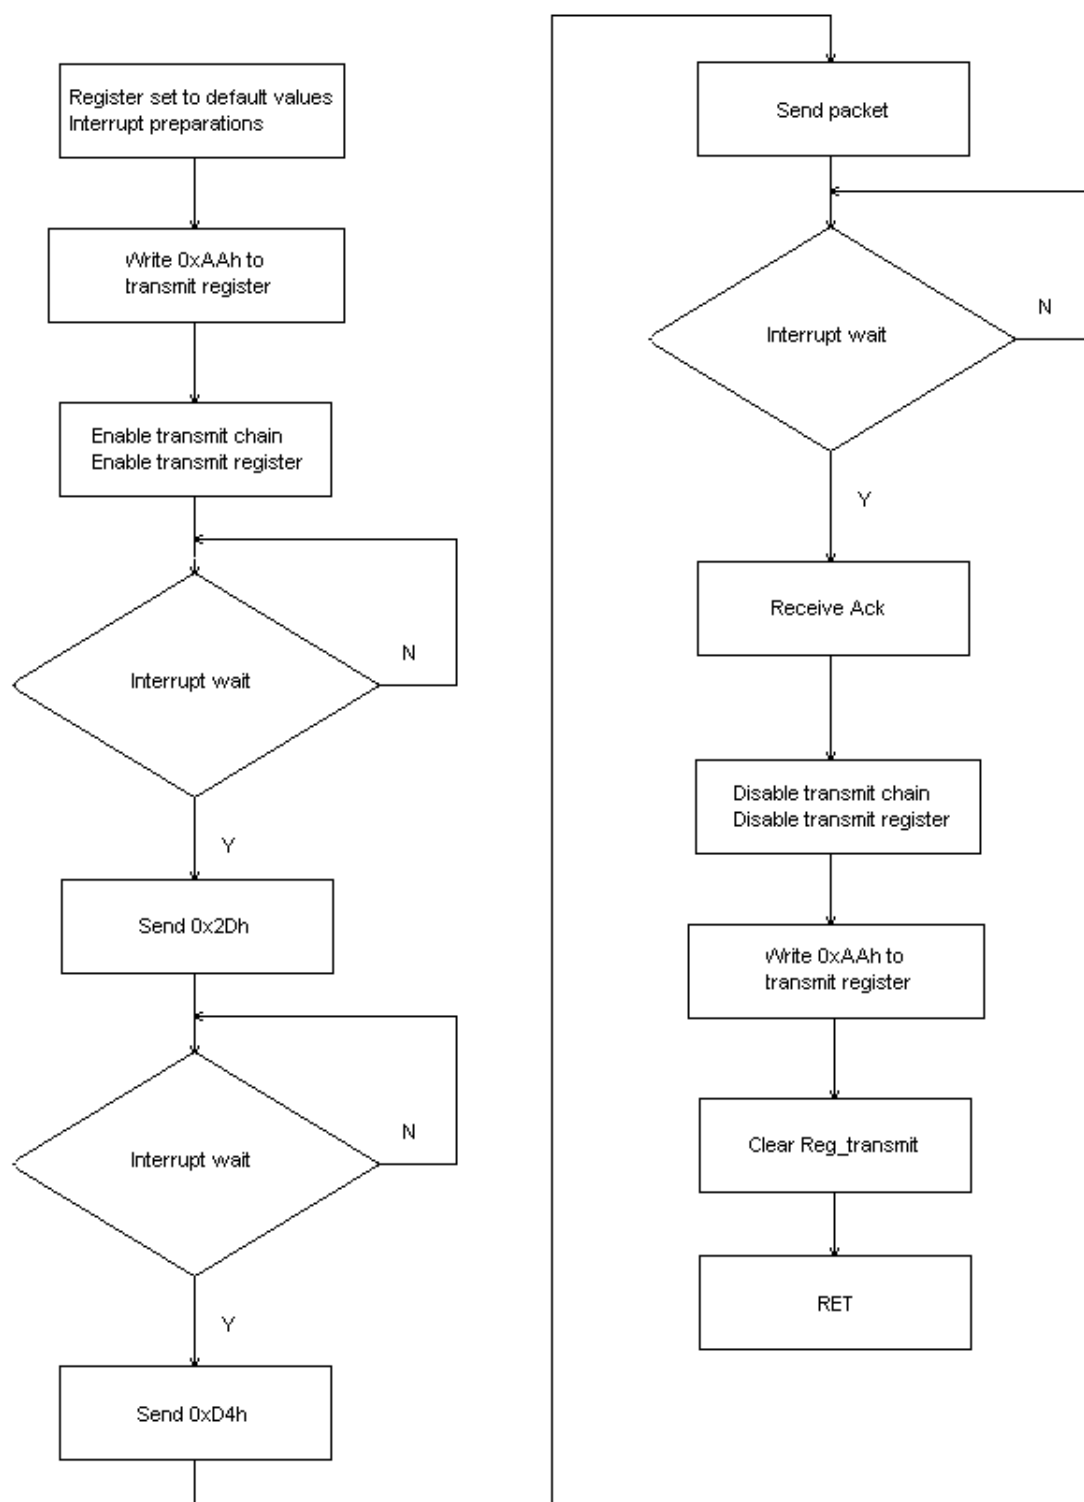 Register set to default values
Interrupt preparations
Write 0xAAh to
transmit register
Enable transmit chain
Enable transmit register
N
Interrupt wait
Y
Send 0x2Dh
N
Interrupt wait
Y
Send 0xD4h
Send packet
N
Interrupt wait
Y
Receive Ack
Disable transmit chain
Disable transmit register
Write 0xAAh to
transmit register
Clear Reg_transmit
RET